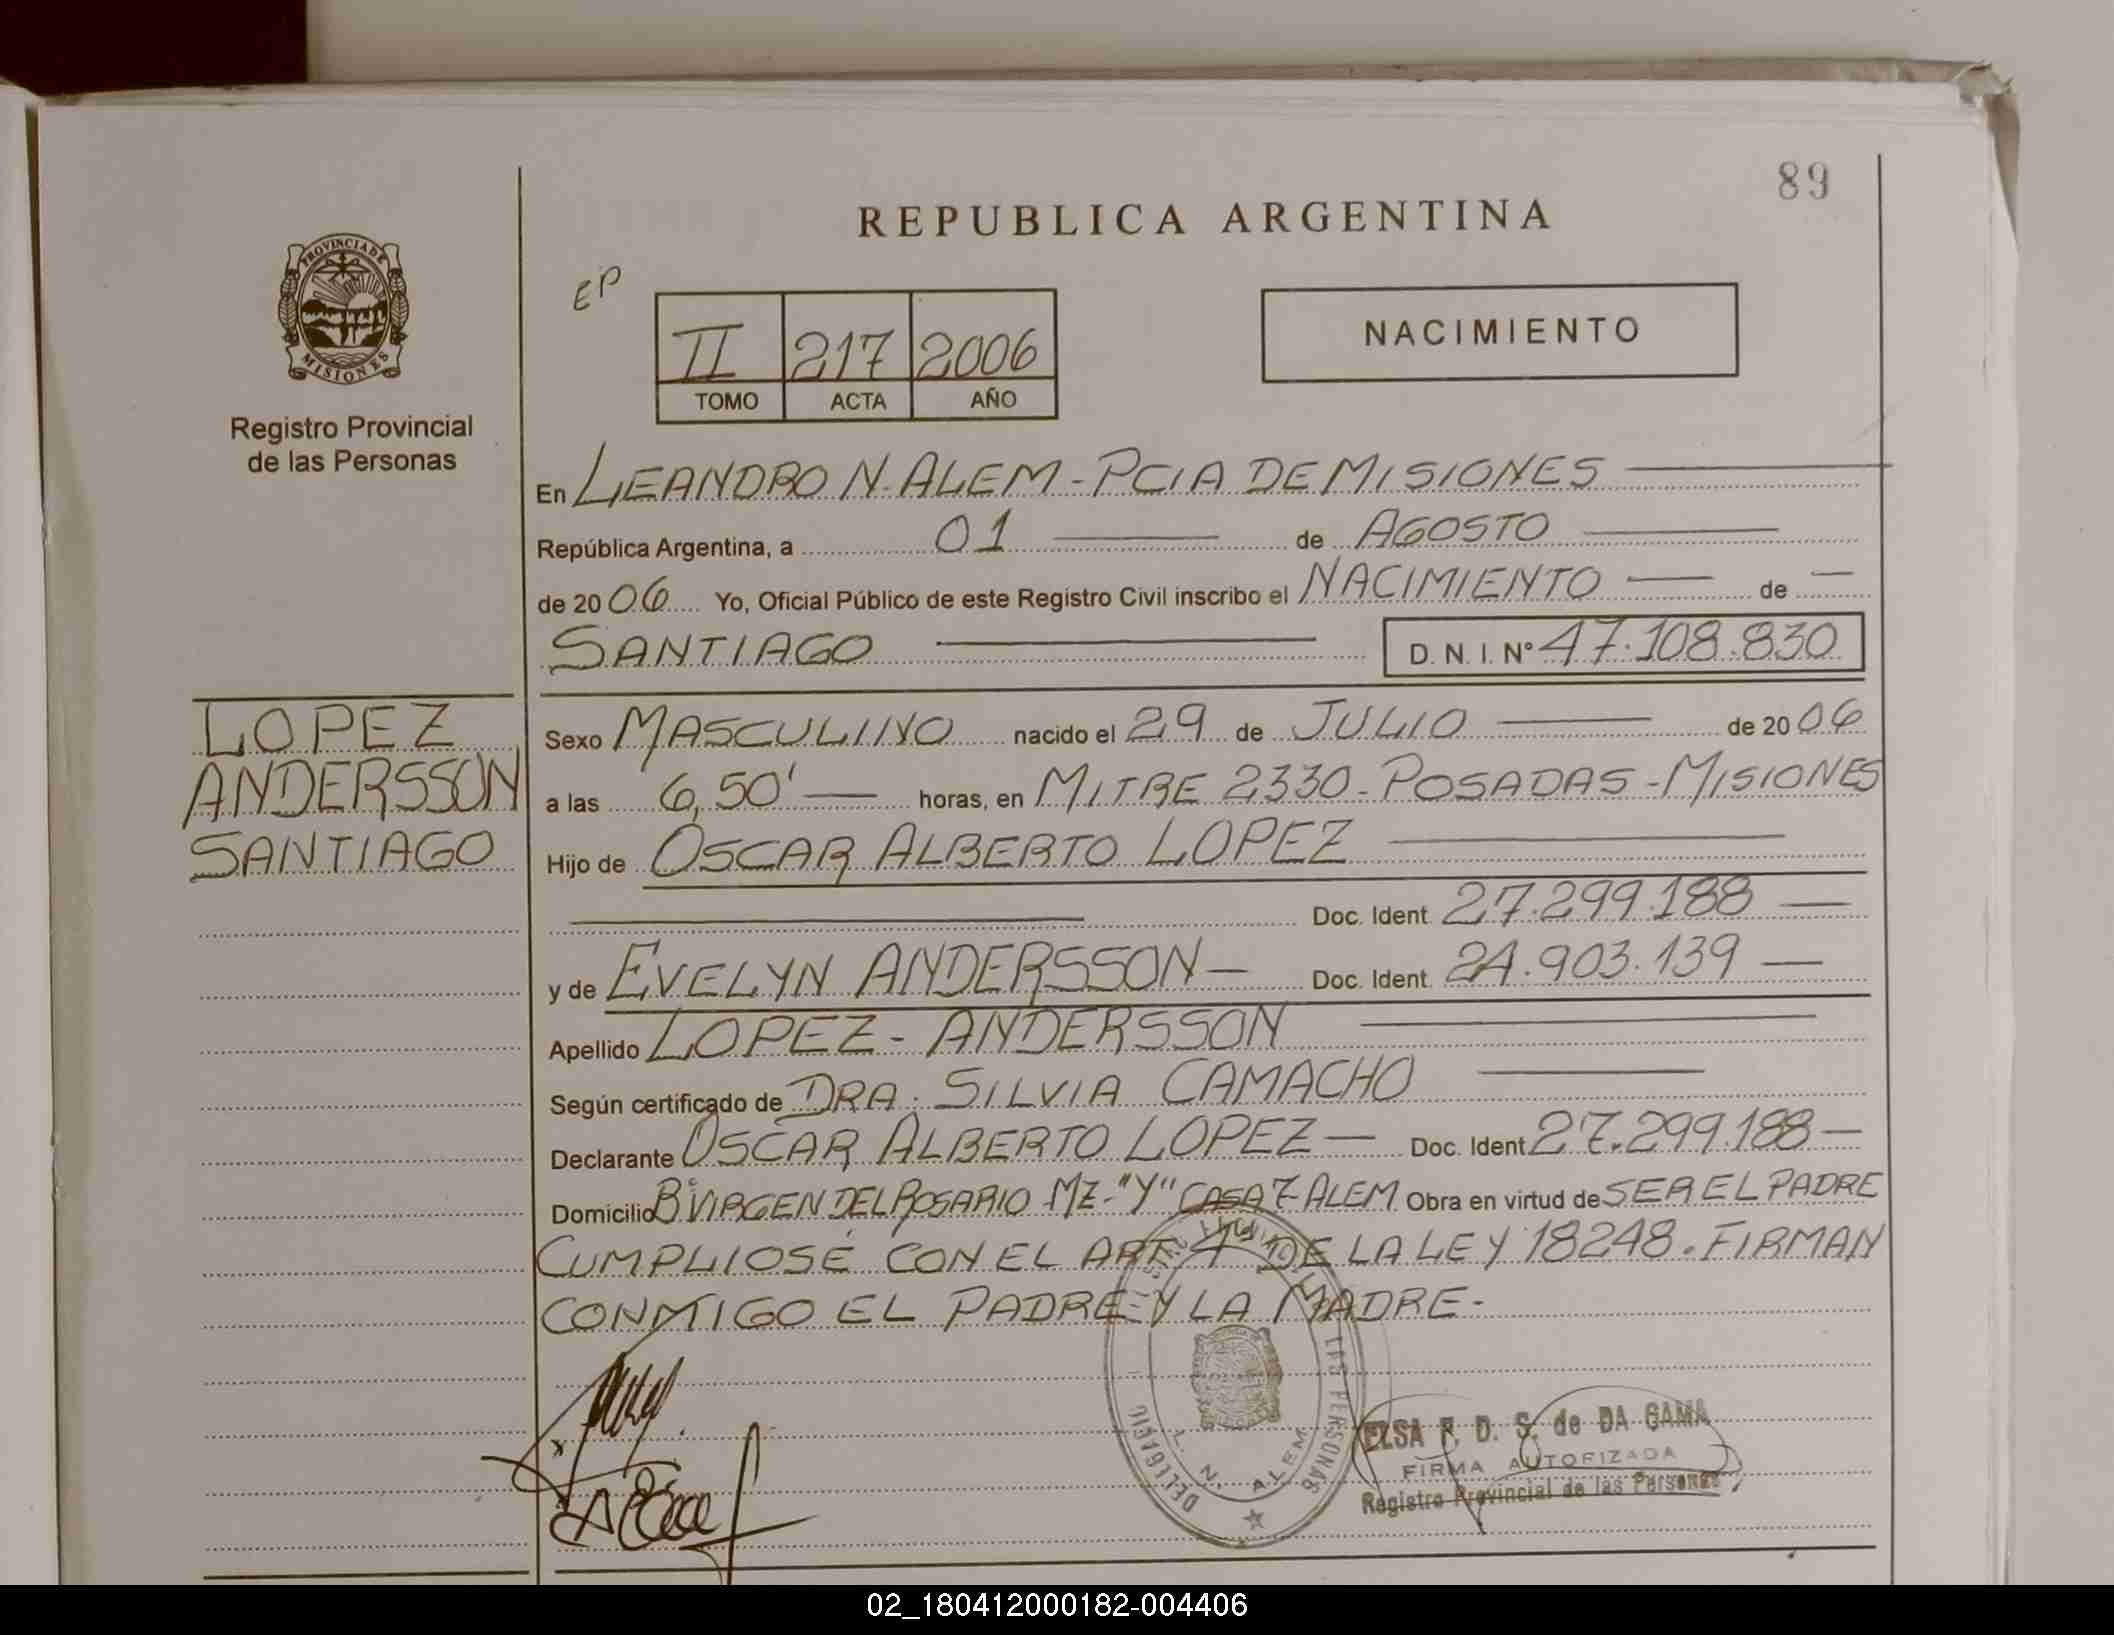 89
REPUBLICA ARGENTINA
PROVINCIA DE
MISIONES
Registro Provincial
de las Personas
EP
II 217 2006
TOMO ACTA AÑO
NACIMIENTO
En LEANDRO N. ALEM - PCIA DE MISIONES
República Argentina, a 01 de AGOSTO
de 2006 Yo, Oficial Público de este Registro Civil inscribo el NACIMIENTO de
SANTIAGO D.N.I. Nº 47.108.830
LOPEZ
ANDERSSON
SANTIAGO
Sexo MASCULINO nacido el 29 de JULIO de 2006
a las 6,50' horas, en MITRE 2330 - POSADAS - MISIONES
Hijo de OSCAR ALBERTO LOPEZ
Doc. Ident. 27.299.188
y de EVELYN ANDERSSON Doc. Ident. 24.903.139
Apellido LOPEZ - ANDERSSON
Según certificado de DRA. SILVIA CAMACHO
Declarante OSCAR ALBERTO LOPEZ Doc. Ident. 27.299.188
Domicilio Bº VIRGEN DEL ROSARIO MZ-"Y" CASA 7 ALEM Obra en virtud de SER EL PADRE
CUMPLIOSÉ CON EL ART 4 DE LA LEY 18248. FIRMAN
CONMIGO EL PADRE Y LA MADRE-
LAS PERSONAS
L. N. ALEM
ELSA F. D. S. de DA GAMA
FIRMA AUTORIZADA
Registro Provincial de las Personas
02_180412000182-004406